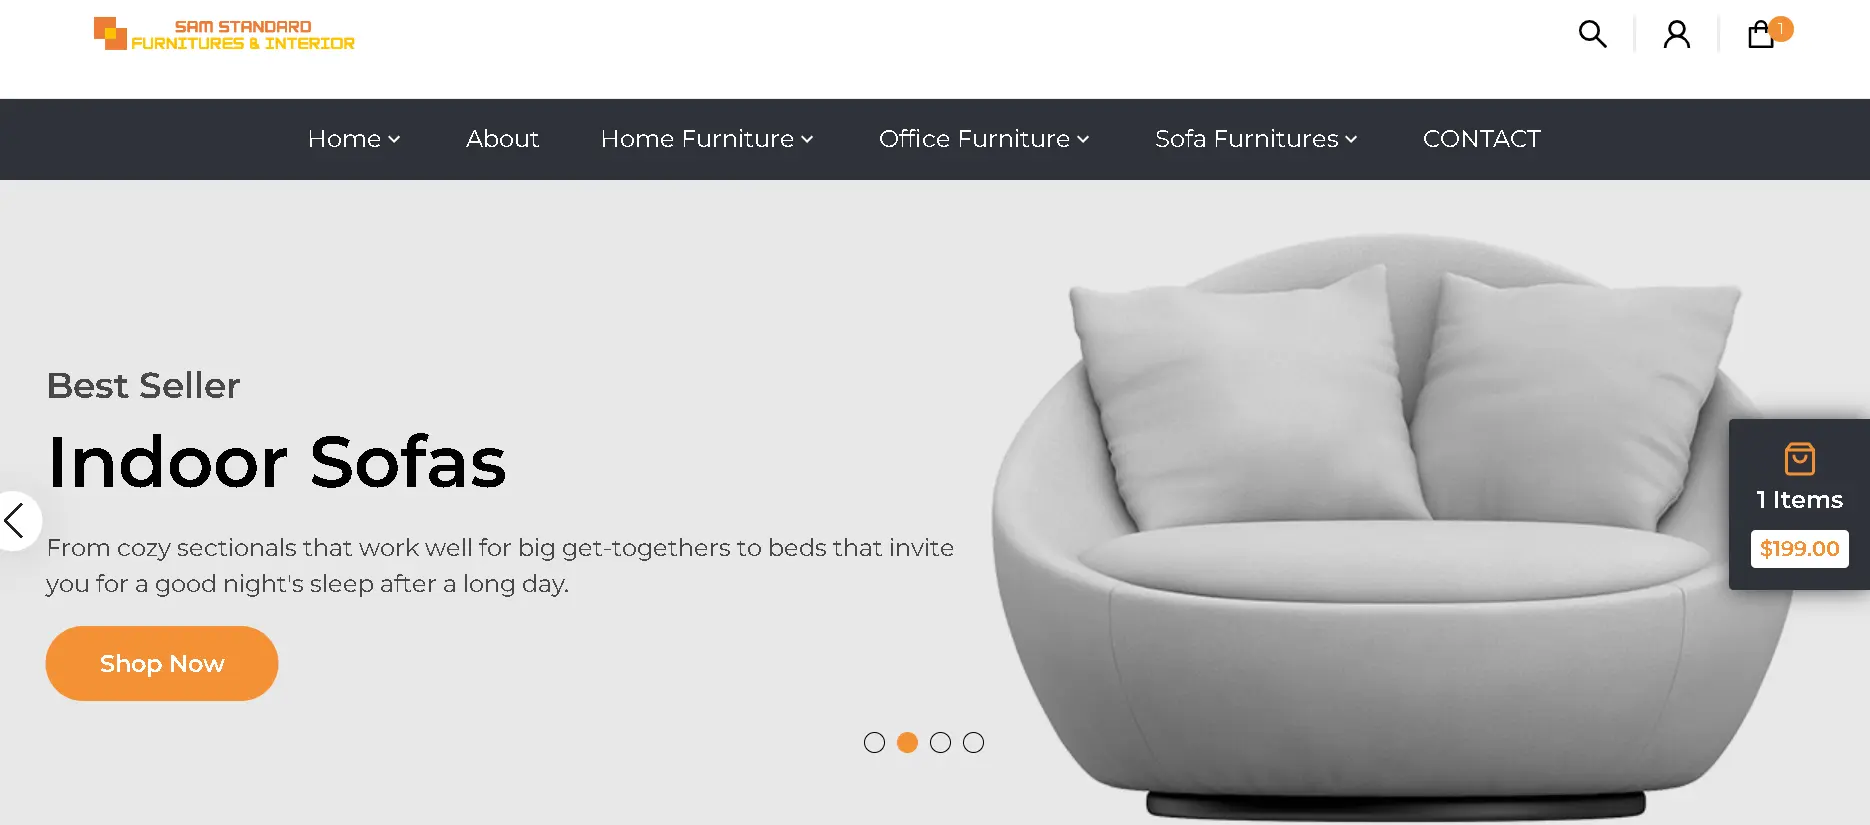 SAM STANDARD
FURNITURES & INTERIOR
1
Home
About
Home Furniture
Office Furniture
Sofa Furnitures
CONTACT
Best Seller
Indoor Sofas
From cozy sectionals that work well for big get-togethers to beds that invite
you for a good night's sleep after a long day.
Shop Now
1 Items
$199.00